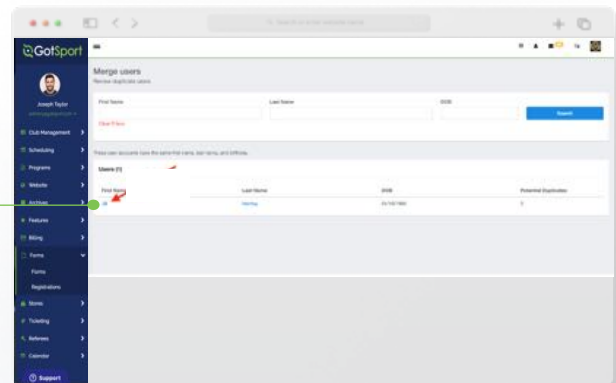 GotSport
Joseph Taylor
Club Management
Scheduling
Programs
Website
Archives
Features
Billing
Forms
Forms
Registrations
Stores
Ticketing
Referees
Calendar
Support
Merge users
Review duplicate users
First Name
Last Name
DOB
Search
Clear Filters
These user accounts have the same first name, last name, and birthdate.
Users (1)
First Name
Last Name
DOB
Potential Duplicates